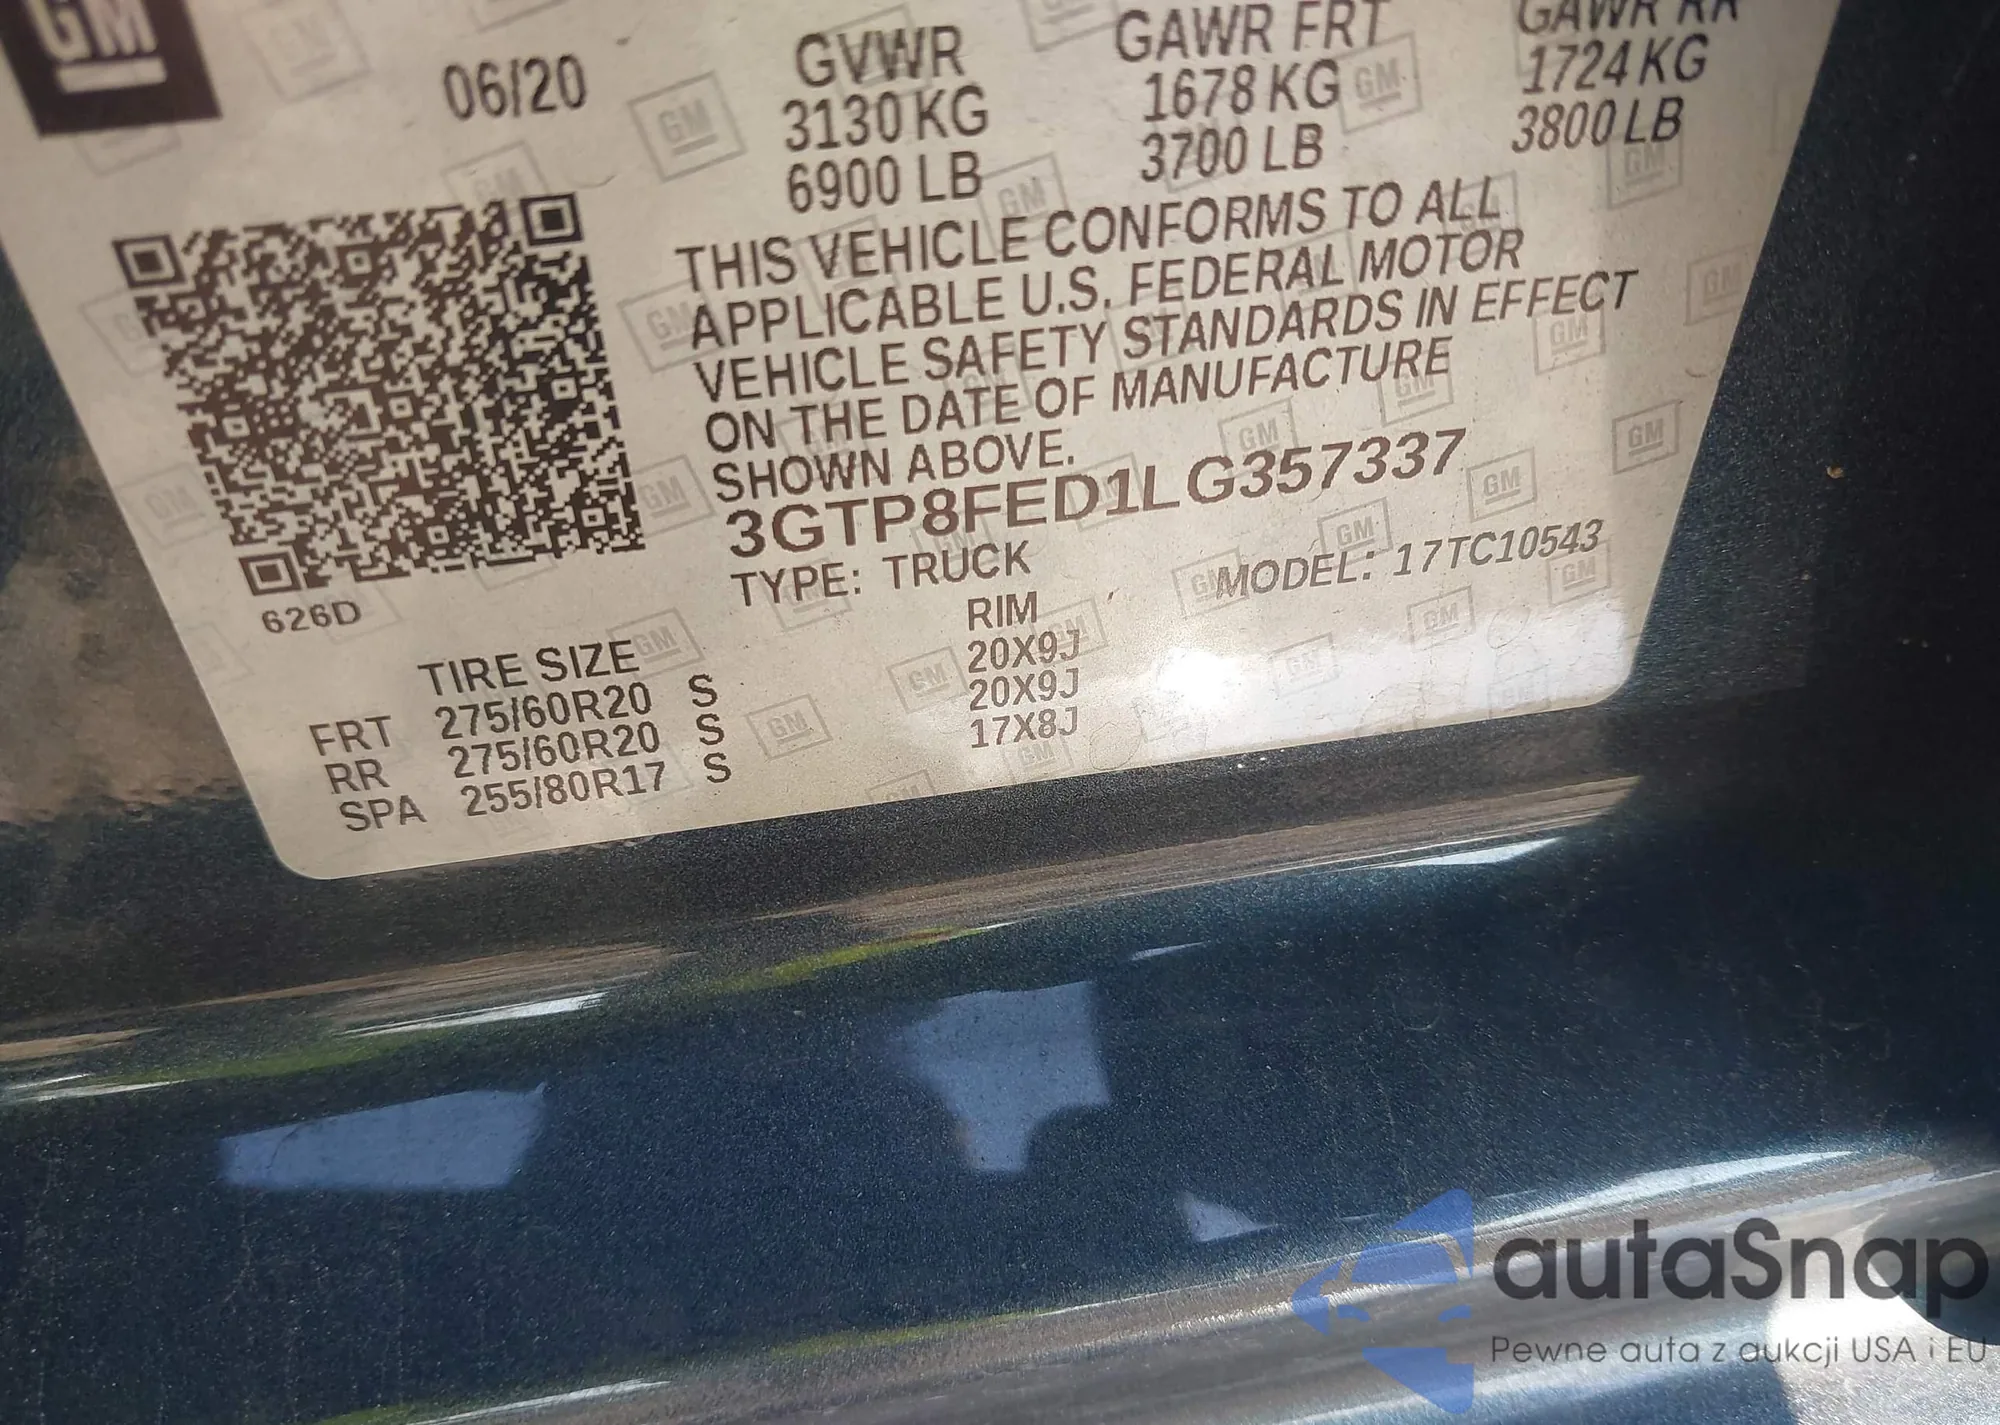 GM
06/20
GVWR GAWR FRT GAWR RR
3130 KG 1678 KG 1724 KG
6900 LB 3700 LB 3800 LB
THIS VEHICLE CONFORMS TO ALL
APPLICABLE U.S. FEDERAL MOTOR
VEHICLE SAFETY STANDARDS IN EFFECT
ON THE DATE OF MANUFACTURE
SHOWN ABOVE.
3GTP8FED1LG357337
TYPE: TRUCK MODEL: 17TC10543
626D
TIRE SIZE RIM
FRT 275/60R20 S 20X9J
RR 275/60R20 S 20X9J
SPA 255/80R17 S 17X8J
autaSnap
Pewne auta z aukcji USA i EU